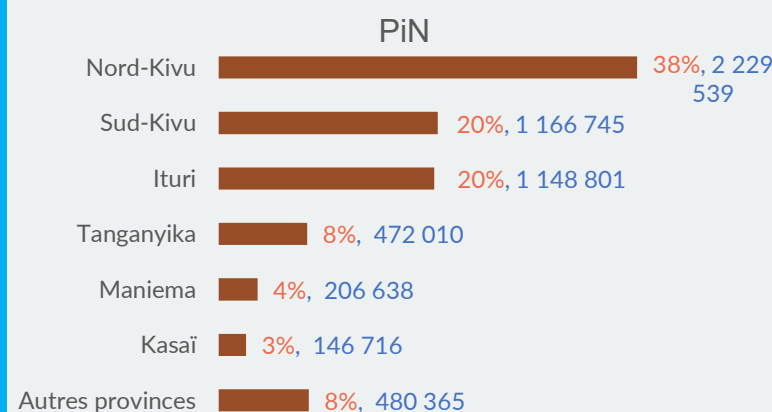 PiN
Nord-Kivu 38%, 2 229
539
Sud-Kivu 20%, 1 166 745
Ituri 20%, 1 148 801
Tanganyika 8%, 472 010
Maniema 4%, 206 638
Kasaï 3%, 146 716
Autres provinces 8%, 480 365